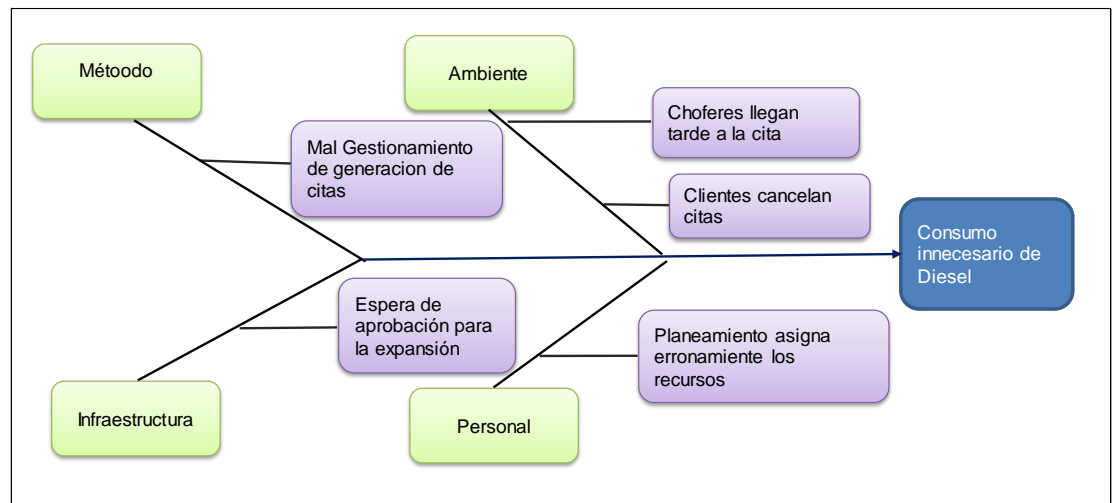 Métoodo
Ambiente
Choferes llegan
tarde a la cita
Mal Gestionamiento
de generacion de
citas
Clientes cancelan
citas
Consumo
innecesario de
Diesel
Espera de
aprobación para
la expansión
Planeamiento asigna
erronamiente los
recursos
Infraestructura
Personal